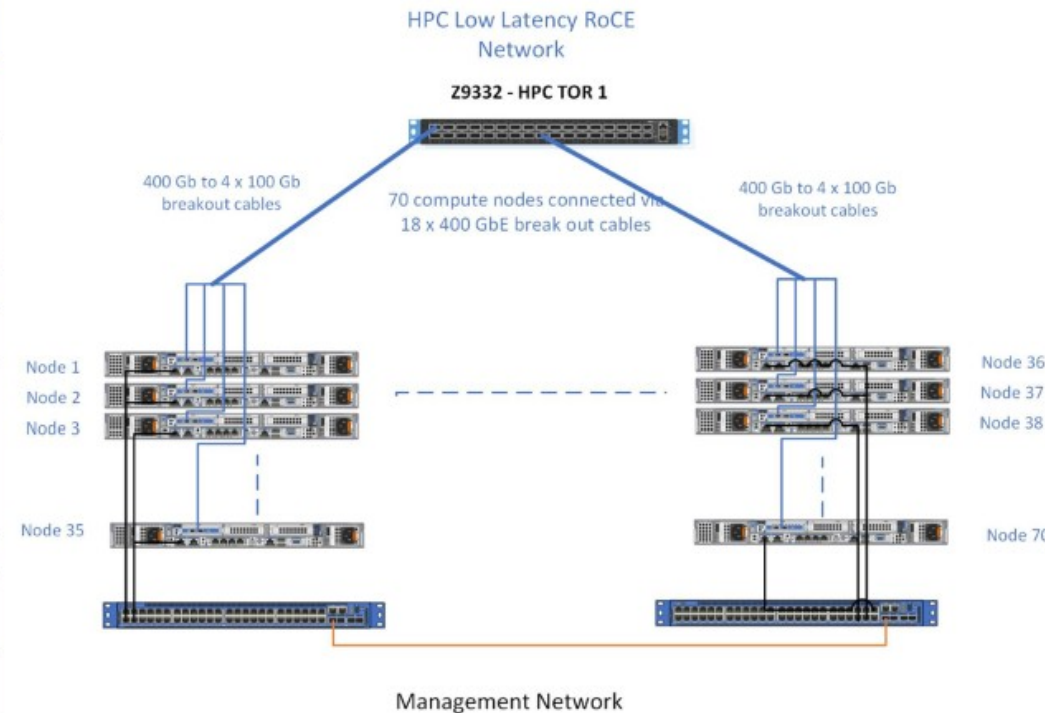 HPC Low Latency RoCE
Network
Z9332 - HPC TOR 1
400 Gb to 4 x 100 Gb
breakout cables
70 compute nodes connected via
18 x 400 GbE break out cables
400 Gb to 4 x 100 Gb
breakout cables
Node 1
Node 2
Node 3
Node 35
Node 36
Node 37
Node 38
Node 70
Management Network